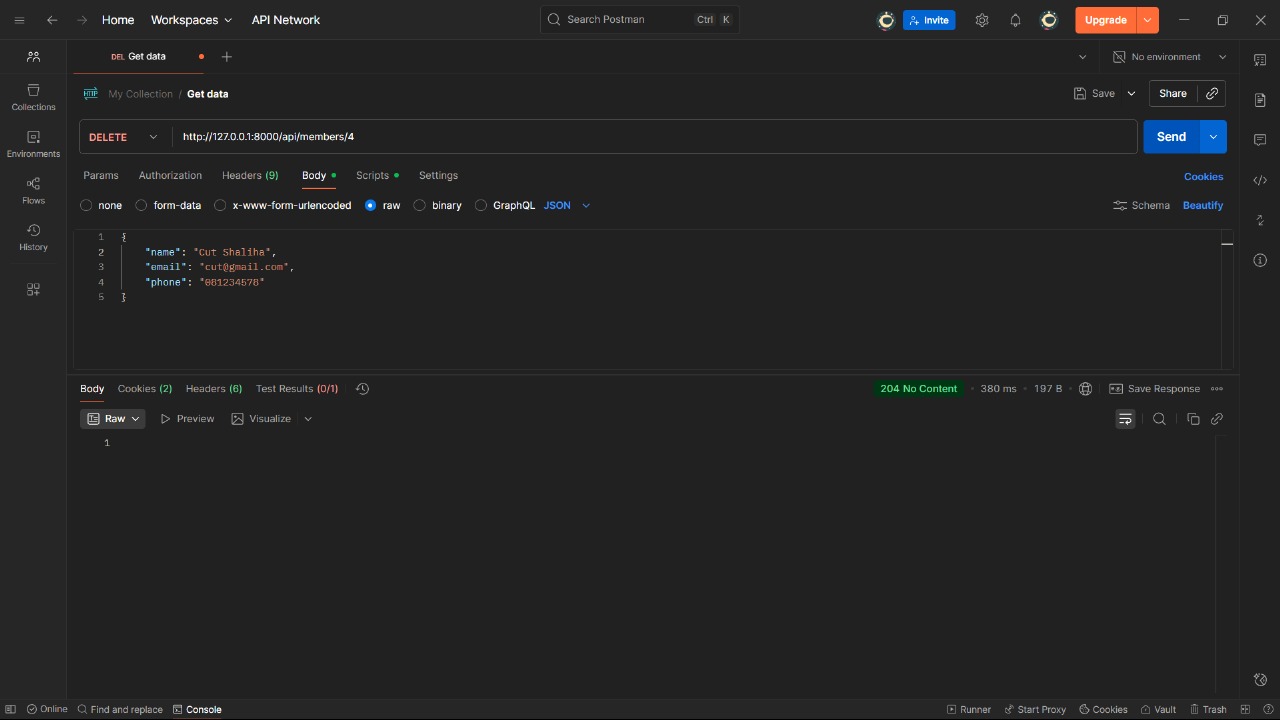 Home Workspaces API Network Search Postman Ctrl K Invite Upgrade
DEL Get data No environment
HTTP My Collection / Get data Save Share
Collections
DELETE http://127.0.0.1:8000/api/members/4 Send
Environments
Params Authorization Headers (9) Body Scripts Settings Cookies
Flows
none form-data x-www-form-urlencoded raw binary GraphQL JSON Schema Beautify
History
1 {
2 "name": "Cut Shaliha",
3 "email": "cut@gmail.com",
4 "phone": "081234578"
5 }
Body Cookies (2) Headers (6) Test Results (0/1) 204 No Content • 380 ms • 197 B Save Response
Raw Preview Visualize
1
Online Find and replace Console Runner Start Proxy Cookies Vault Trash